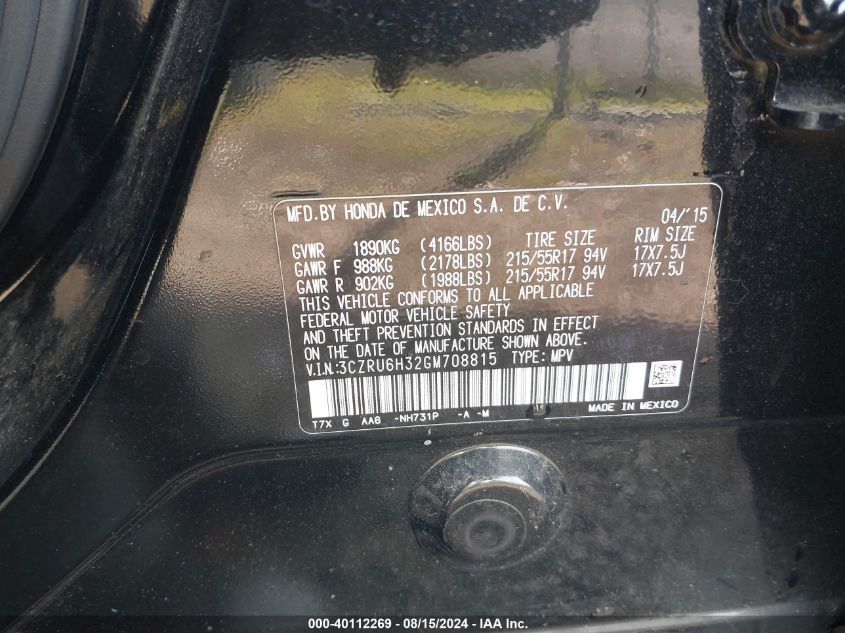 MFD.BY HONDA DE MEXICO S.A. DE C.V. 04/'15
GVWR 1890KG (4166LBS) TIRE SIZE RIM SIZE
GAWR F 988KG (2178LBS) 215/55R17 94V 17X7.5J
GAWR R 902KG (1988LBS) 215/55R17 94V 17X7.5J
THIS VEHICLE CONFORMS TO ALL APPLICABLE
FEDERAL MOTOR VEHICLE SAFETY
AND THEFT PREVENTION STANDARDS IN EFFECT
ON THE DATE OF MANUFACTURE SHOWN ABOVE.
V.I.N:3CZRU6H32GM708815 TYPE: MPV
T7X G AA6 -NH731P -A -M MADE IN MEXICO
000-40112269 - 08/15/2024 - IAA Inc.